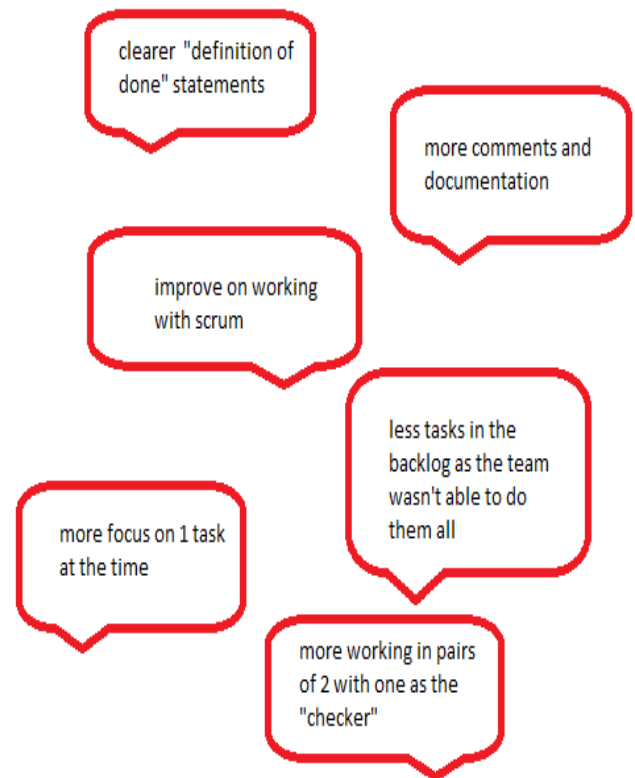 clearer "definition of
done" statements
more comments and
documentation
improve on working
with scrum
less tasks in the
backlog as the team
wasn't able to do
them all
more focus on 1 task
at the time
more working in pairs
of 2 with one as the
"checker"